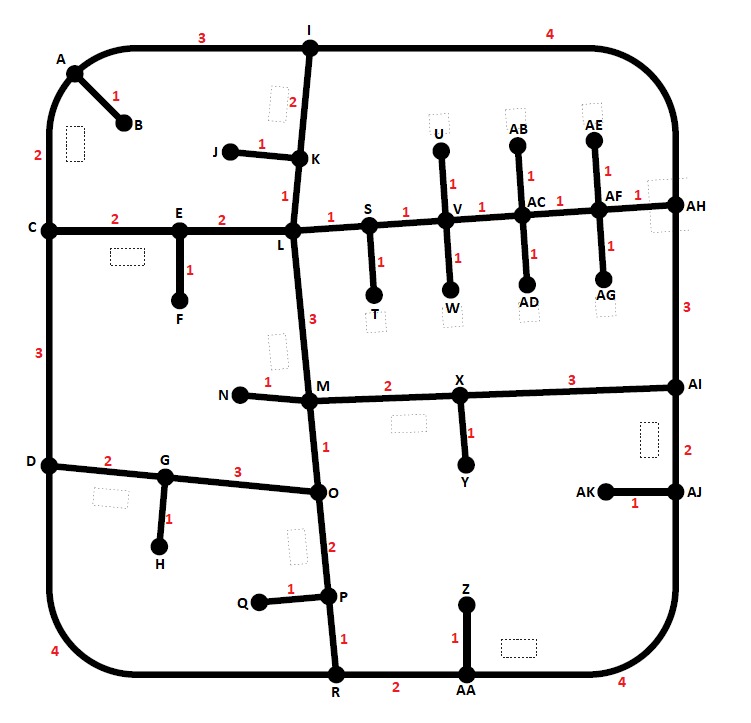 I
3
4
A
1
B
2
J
1
K
U
AB
AE
2
1
1
1
1
C
2
E
2
L
1
S
1
V
1
AC
1
AF
1
AH
1
F
1
T
1
W
1
AD
1
AG
3
3
3
N
1
M
2
X
3
AI
1
Y
2
D
2
G
3
1
O
AK
1
AJ
1
H
2
Q
1
P
Z
1
1
4
R
2
AA
4